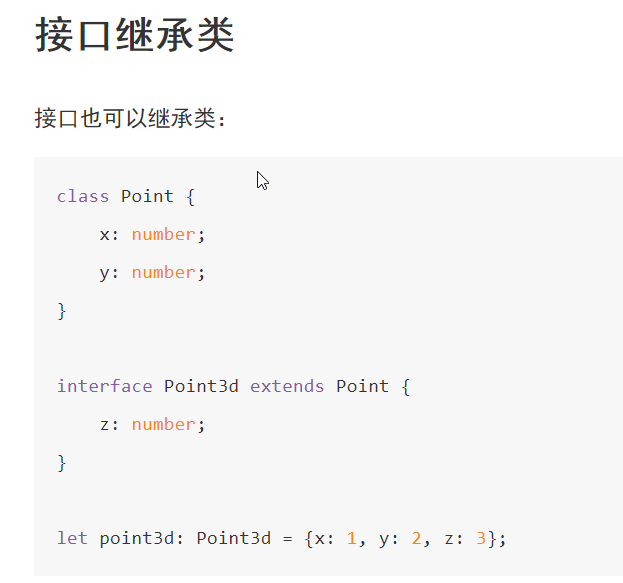 接口继承类
接口也可以继承类：
class Point {
    x: number;
    y: number;
}
interface Point3d extends Point {
    z: number;
}
let point3d: Point3d = {x: 1, y: 2, z: 3};